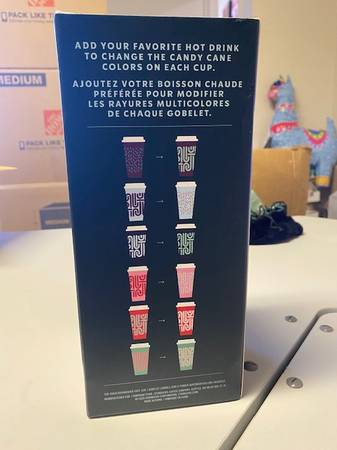 PACK LIKE T
MEDIUM
ADD YOUR FAVORITE HOT DRINK
TO CHANGE THE CANDY CANE
COLORS ON EACH CUP.
AJOUTEZ VOTRE BOISSON CHAUDE
PRÉFÉRÉE POUR MODIFIER
LES RAYURES MULTICOLORES
DE CHAQUE GOBELET.